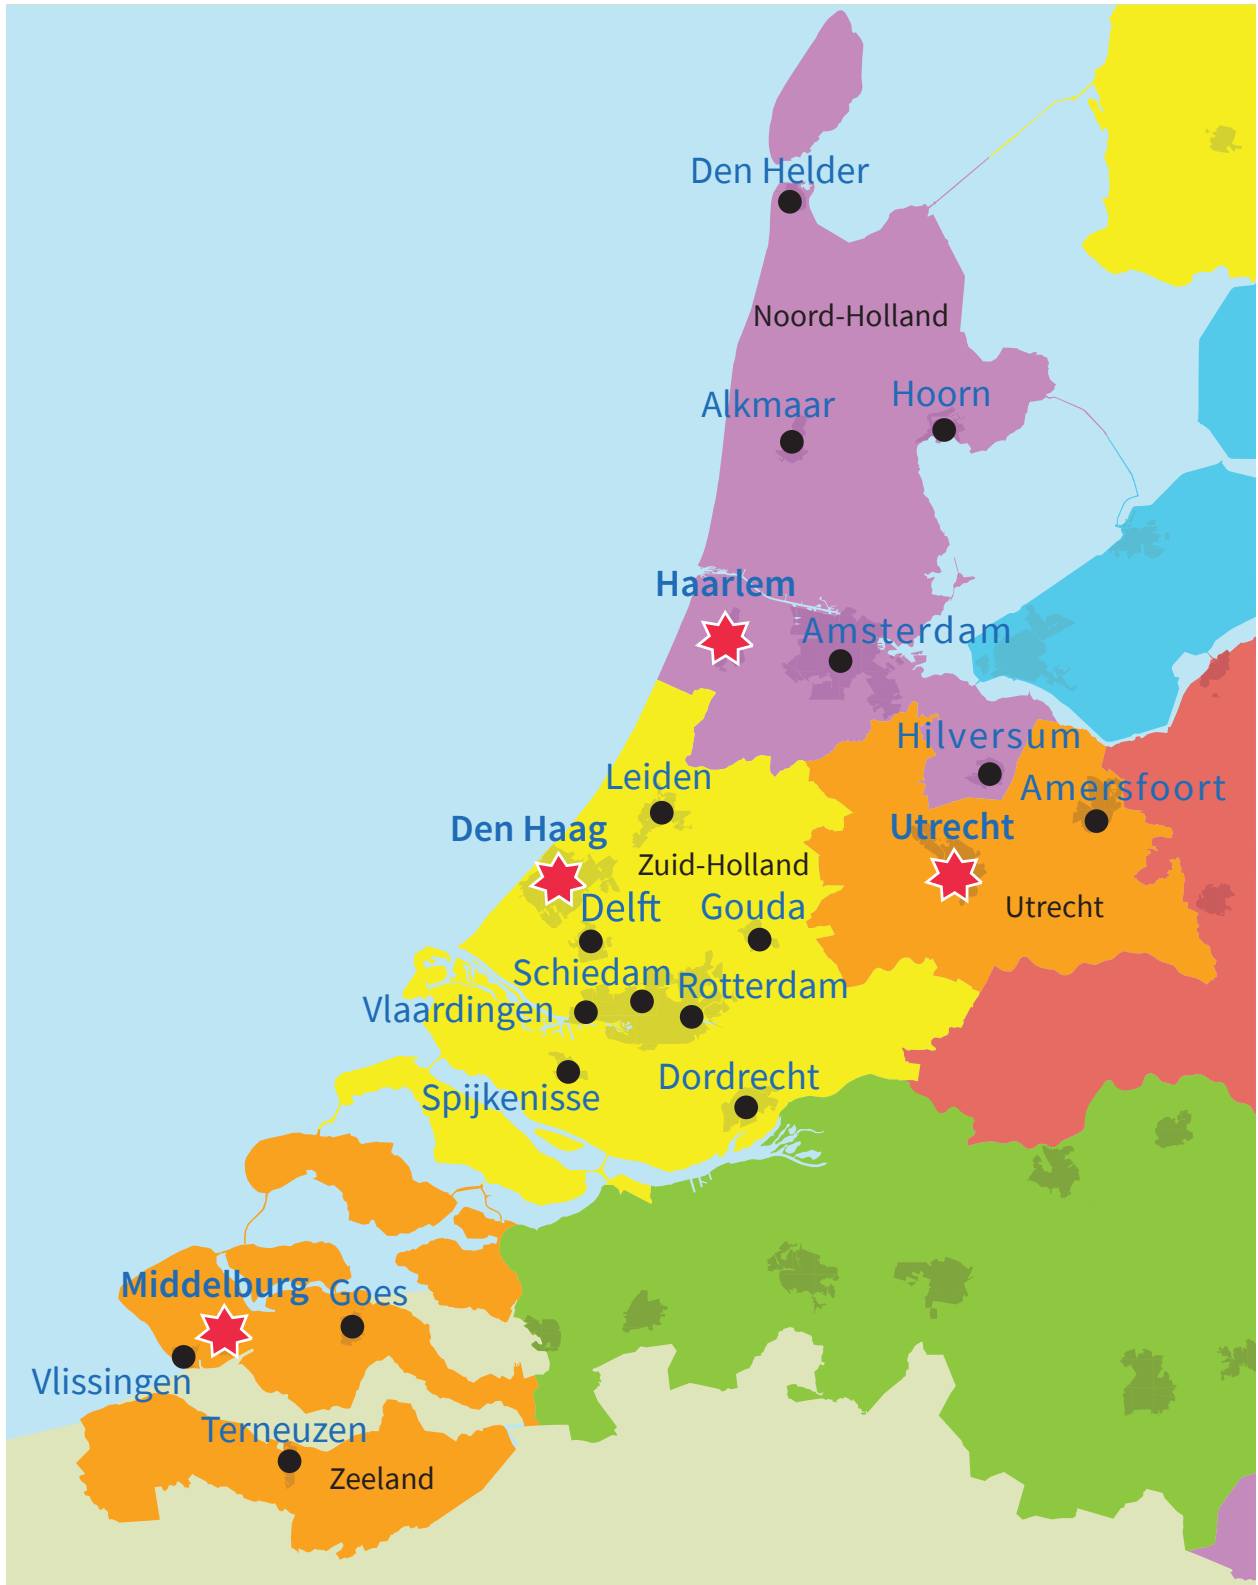 Den Helder
Noord-Holland
Hoorn
Alkmaar
Haarlem
Amsterdam
Hilversum
Leiden
Amersfoort
Den Haag
Utrecht
Zuid-Holland
Delft
Gouda
Utrecht
Schiedam
Rotterdam
Vlaardingen
Dordrecht
Spijkenisse
Middelburg
Goes
Vlissingen
Terneuzen
Zeeland